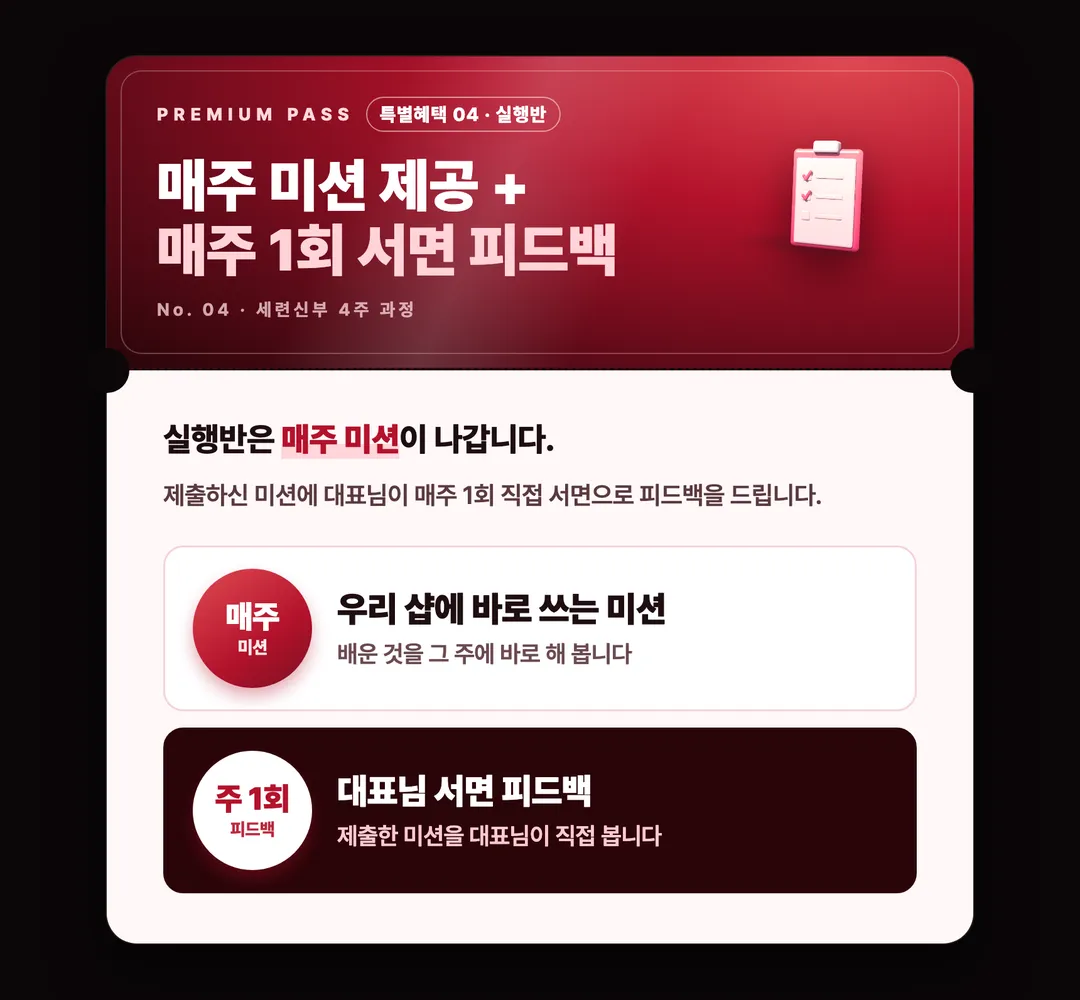 PREMIUM PASS 특별혜택 04 · 실행반
매주 미션 제공 +
매주 1회 서면 피드백
No. 04 · 세련신부 4주 과정
실행반은 매주 미션이 나갑니다.
제출하신 미션에 대표님이 매주 1회 직접 서면으로 피드백을 드립니다.
매주
미션
우리 샵에 바로 쓰는 미션
배운 것을 그 주에 바로 해 봅니다
주 1회
피드백
대표님 서면 피드백
제출한 미션을 대표님이 직접 봅니다